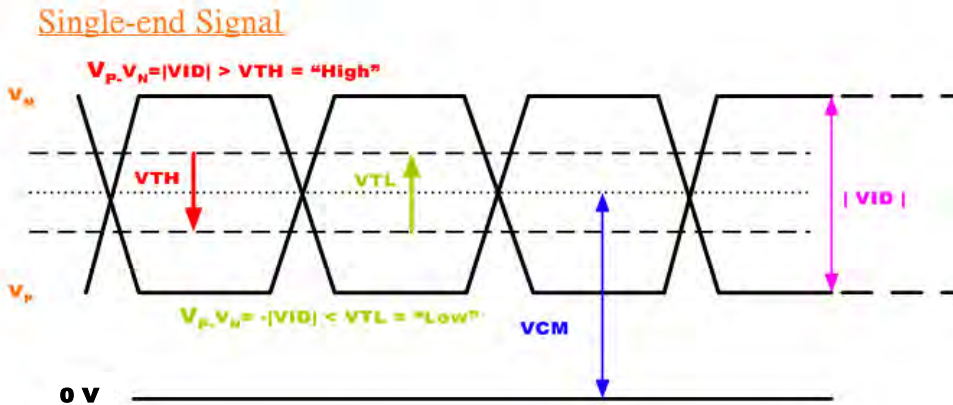 Single-end Signal
VP-VN=|VID| > VTH = “High”
VN
VTH
VTL
| VID |
VP
VP-VN= -|VID| < VTL = “Low”
VCM
0 V